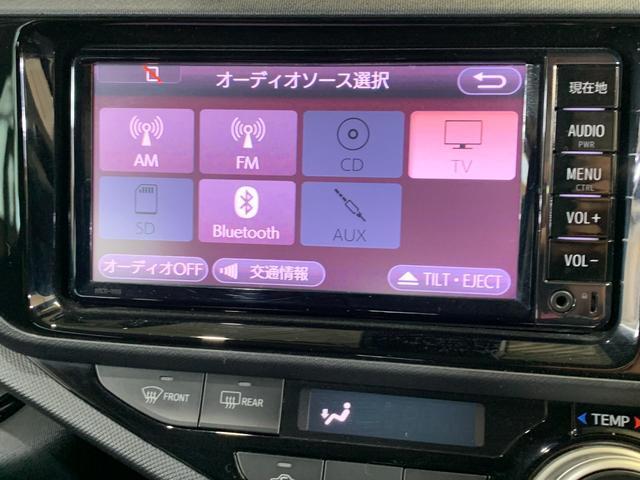 オーディオソース選択
AM
FM
CD
TV
SD
Bluetooth
AUX
オーディオOFF
交通情報
TILT・EJECT
現在地
AUDIO
PWR
MENU
CTRL
VOL+
VOL-
FRONT
REAR
TEMP